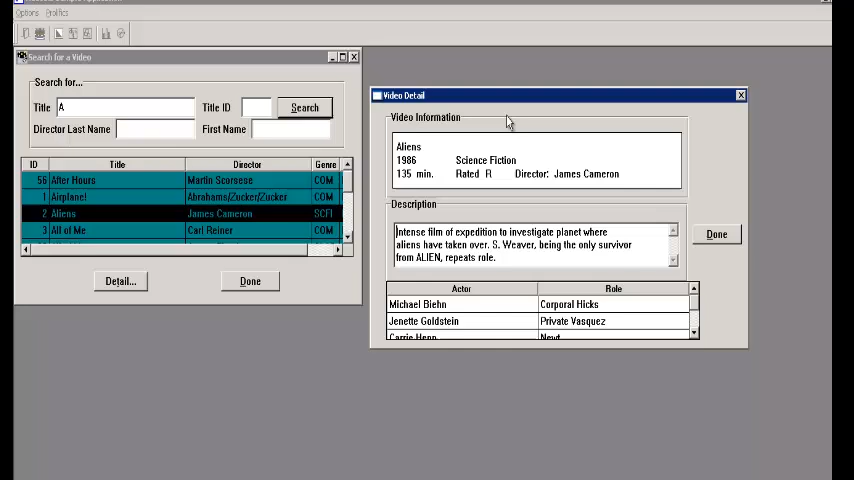 Options Prolifics
Search for a Video
Search for...
Title A Title ID Search
Director Last Name First Name
ID Title Director Genre
56 After Hours Martin Scorsese COM
1 Airplane! Abrahams/Zucker/Zucker COM
2 Aliens James Cameron SCFI
3 All of Me Carl Reiner COM
Detail... Done
Video Detail
Video Information
Aliens
1986 Science Fiction
135 min. Rated R Director: James Cameron
Description
Intense film of expedition to investigate planet where
aliens have taken over. S. Weaver, being the only survivor
from ALIEN, repeats role.
Done
Actor Role
Michael Biehn Corporal Hicks
Jenette Goldstein Private Vasquez
Carrie Henn Newt